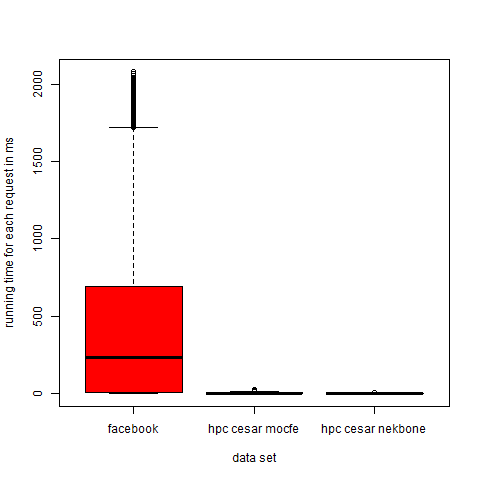 running time for each request in ms
2000
1500
1000
500
0
facebook
hpc cesar mocfe
hpc cesar nekbone
data set